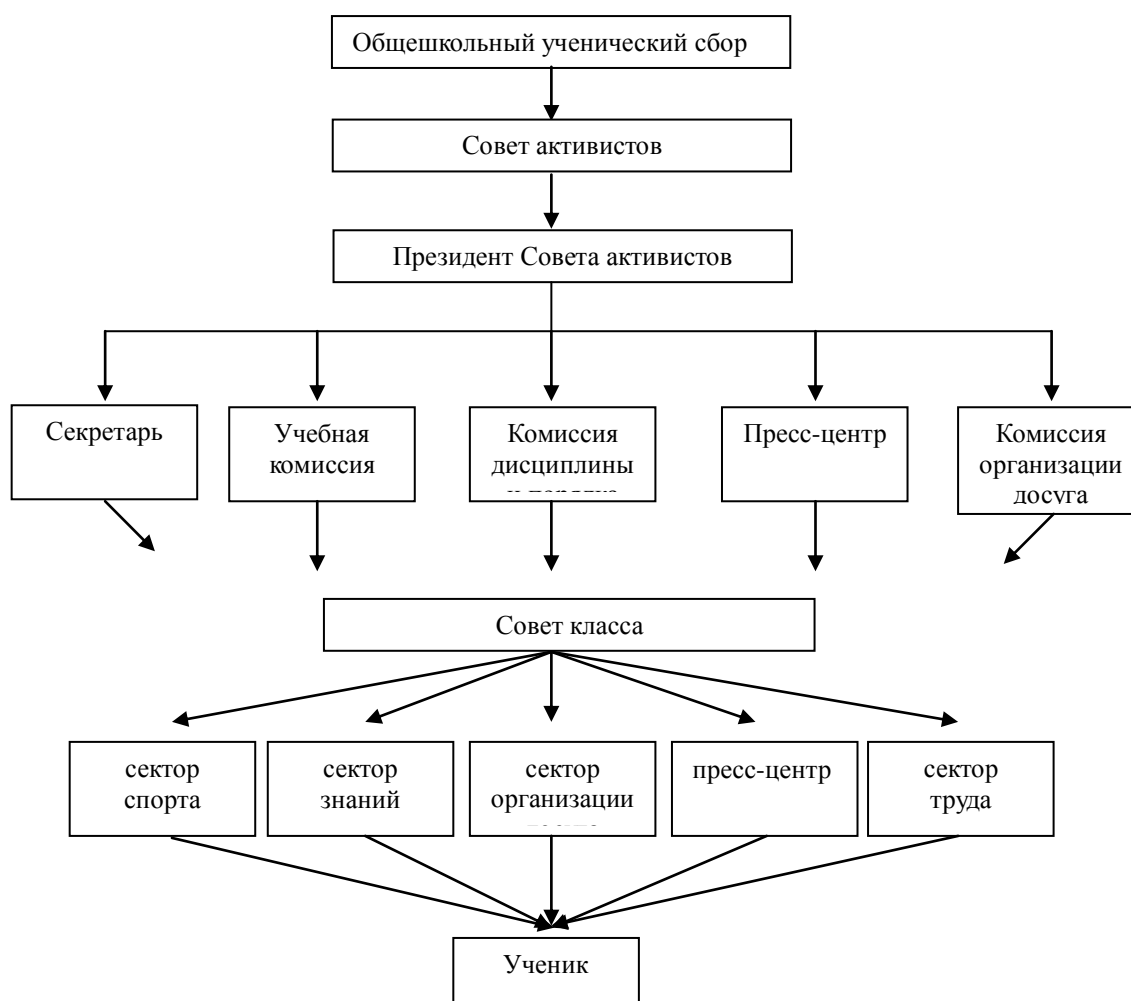 Общешкольный ученический сбор
Совет активистов
Президент Совета активистов
Секретарь
Учебная
комиссия
Комиссия
дисциплины
Пресс-центр
Комиссия
организации
досуга
Совет класса
сектор
спорта
сектор
знаний
сектор
организации
пресс-центр
сектор
труда
Ученик